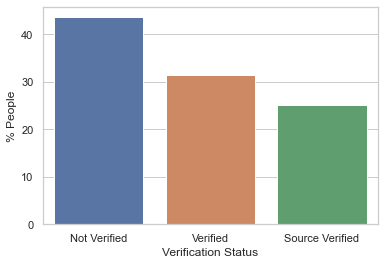 40
30
20
10
0
% People
Not Verified
Verified
Source Verified
Verification Status